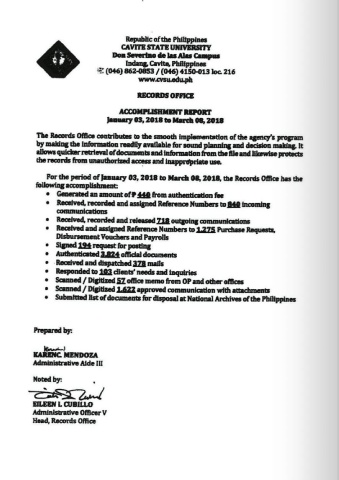 Republic of the Philippines
CAVITE STATE UNIVERSITY
Don Severino de las Alas Campus
Indang, Cavite, Philippines
(046) 862-0853 / (046) 4150-013 loc. 216
www.cvsu.edu.ph
RECORDS OFFICE
ACCOMPLISHMENT REPORT
January 03, 2018 to March 08, 2018
The Records Office contributes to the smooth implementation of the agency's program
by making the information readily available for sound planning and decision making. It
allows quicker retrieval of documents and information from the file and likewise protects
the records from unauthorized access and inappropriate use.
For the period of January 03, 2018 to March 08, 2018, the Records Office has the
following accomplishment:
• Generated an amount of ₱ 440 from authentication fee
• Received, recorded and assigned Reference Numbers to 840 incoming
communications
• Received, recorded and released 718 outgoing communications
• Received and assigned Reference Numbers to 1,275 Purchase Requests,
Disbursement Vouchers and Payrolls
• Signed 194 request for posting
• Authenticated 3,824 official documents
• Received and dispatched 378 mails
• Responded to 103 clients' needs and inquiries
• Scanned / Digitized 57 office memo from OP and other offices
• Scanned / Digitized 1,622 approved communication with attachments
• Submitted list of documents for disposal at National Archives of the Philippines
Prepared by:
KAREN C. MENDOZA
Administrative Aide III
Noted by:
EILEEN L CUBILLO
Administrative Officer V
Head, Records Office